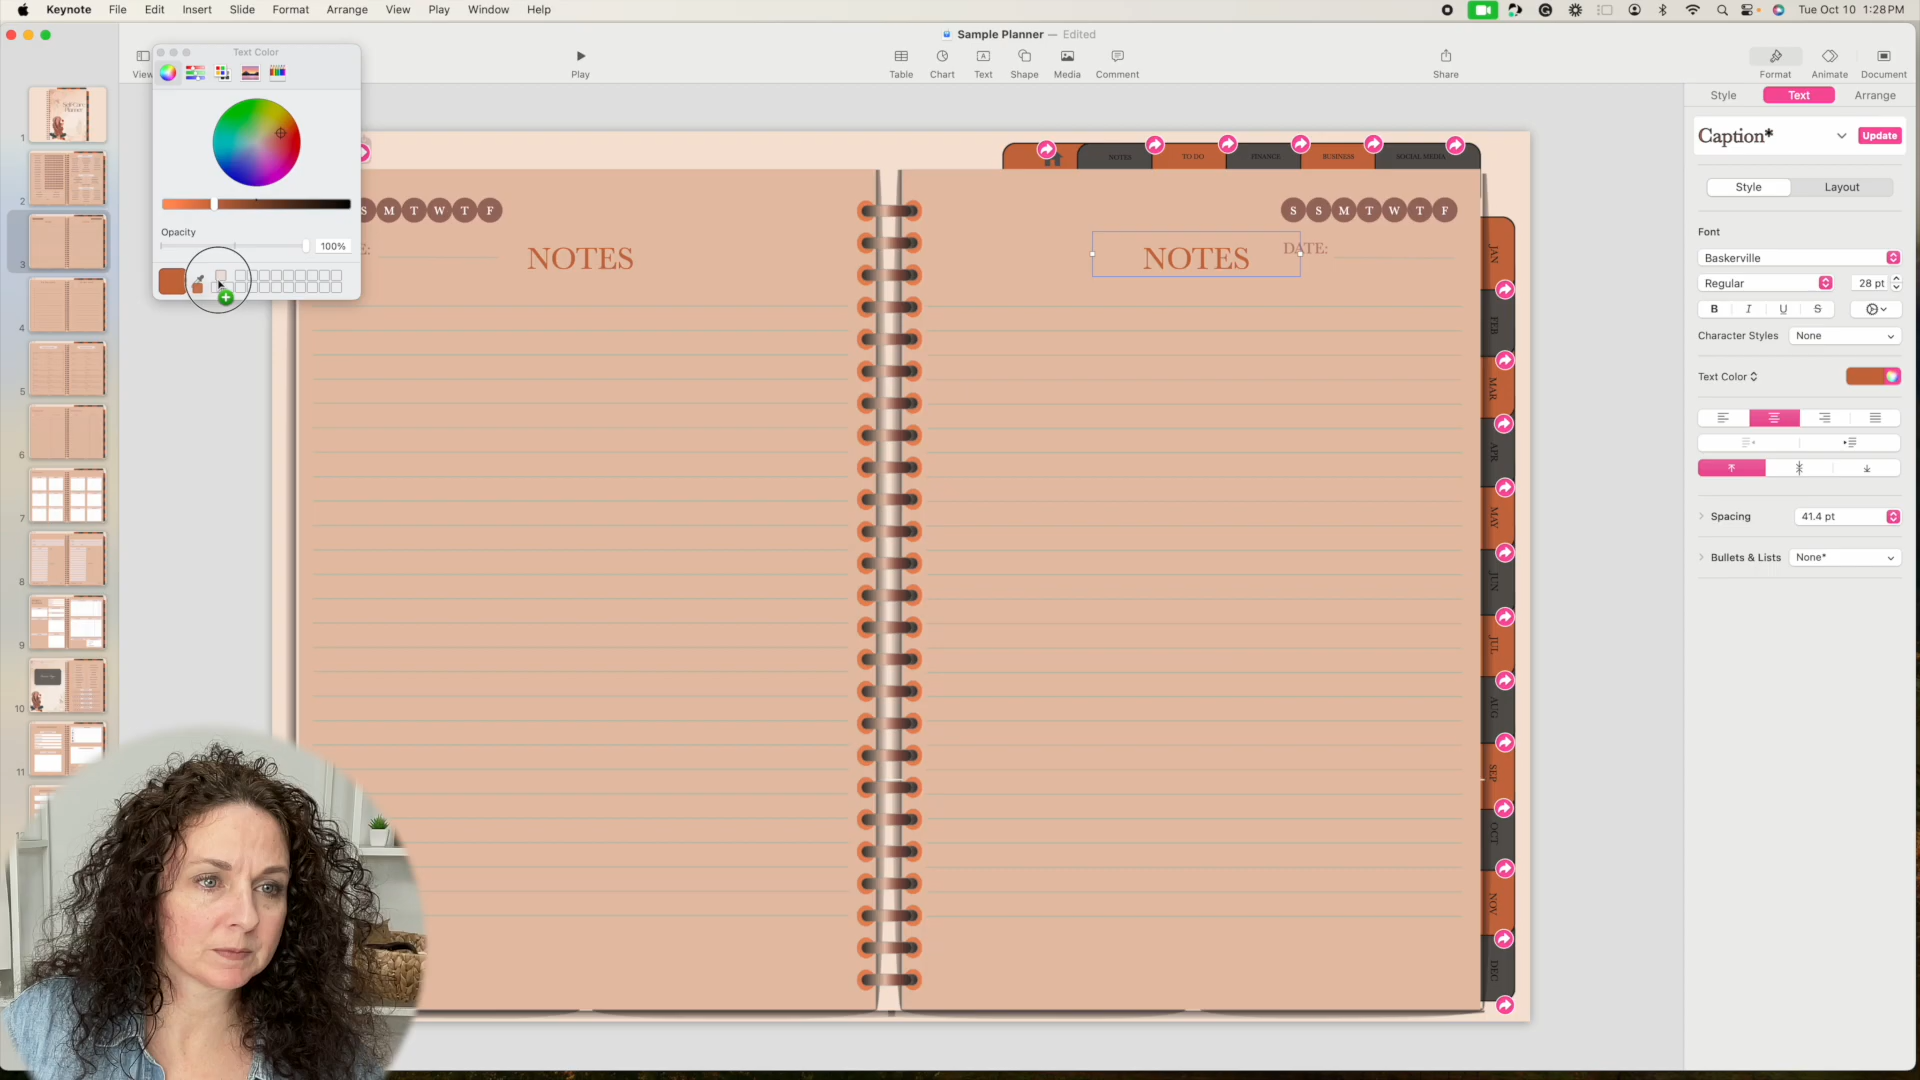 Keynote File Edit Insert Slide Format Arrange View Play Window Help
Tue Oct 10 1:28 PM
Sample Planner — Edited
View
Play
Table Chart Text Shape Media Comment
Share
Format Animate Document
Text Color
Opacity
100%
Style Text Arrange
Caption*
Update
Style Layout
Font
Baskerville
Regular
28 pt
B I U S
Character Styles
None
Text Color
Spacing
41.4 pt
Bullets & Lists
None*
1
2
3
4
5
6
7
8
9
10
11
NOTES TO DO FINANCE BUSINESS SOCIAL MEDIA
S M T W T F
S S M T W T F
NOTES
NOTES
DATE:
JAN
FEB
MAR
APR
MAY
JUN
JUL
AUG
SEP
OCT
NOV
DEC